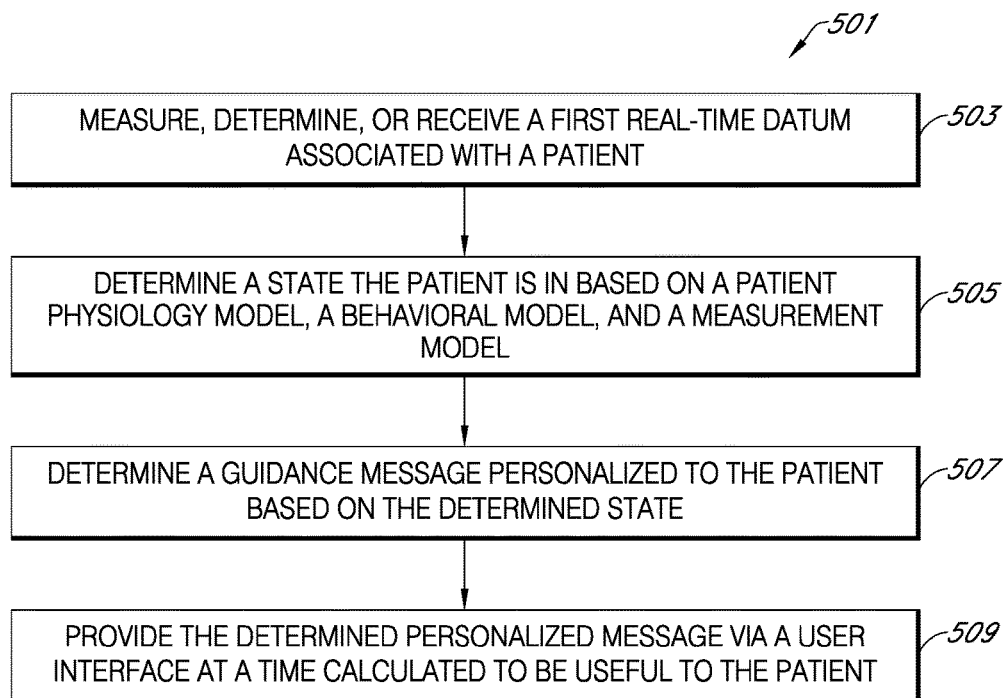 501
MEASURE, DETERMINE, OR RECEIVE A FIRST REAL-TIME DATUM
ASSOCIATED WITH A PATIENT
503
DETERMINE A STATE THE PATIENT IS IN BASED ON A PATIENT
PHYSIOLOGY MODEL, A BEHAVIORAL MODEL, AND A MEASUREMENT
MODEL
505
DETERMINE A GUIDANCE MESSAGE PERSONALIZED TO THE PATIENT
BASED ON THE DETERMINED STATE
507
PROVIDE THE DETERMINED PERSONALIZED MESSAGE VIA A USER
INTERFACE AT A TIME CALCULATED TO BE USEFUL TO THE PATIENT
509